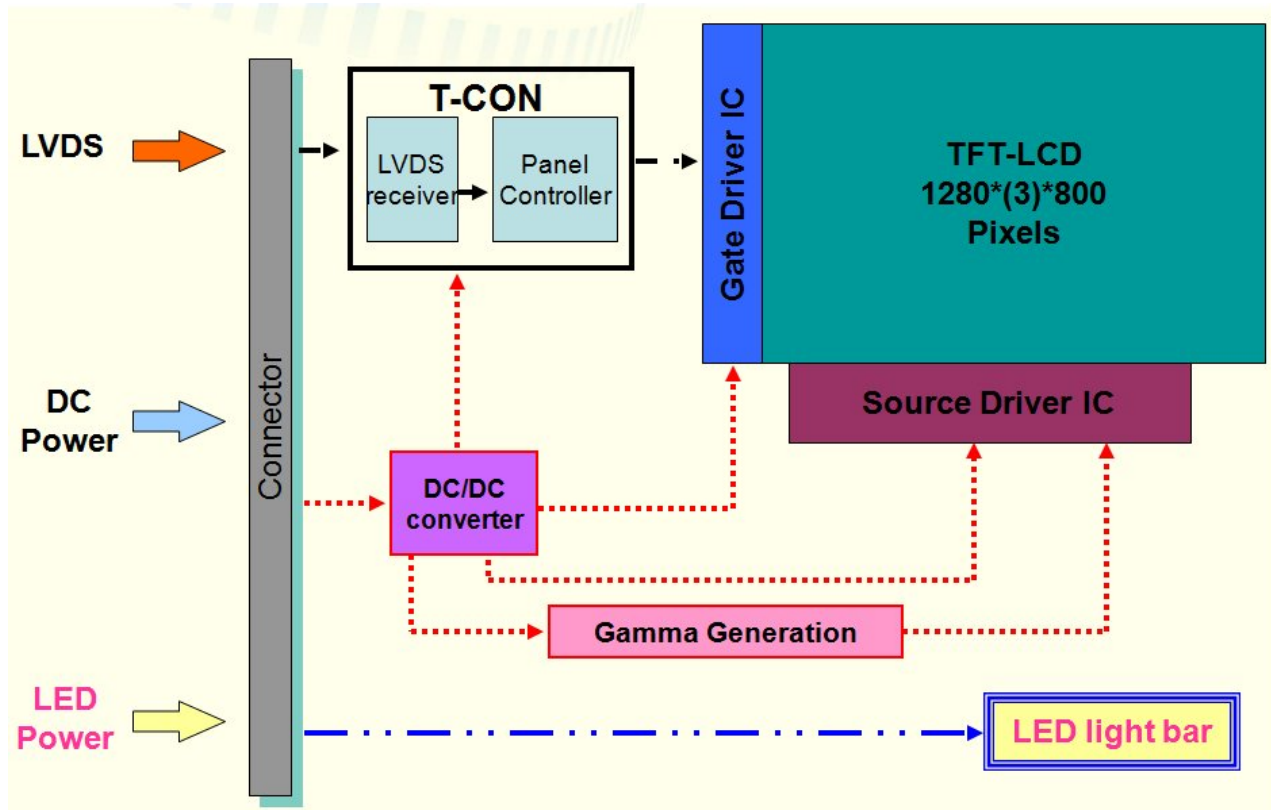 LVDS
DC
Power
LED
Power
Connector
T-CON
LVDS
receiver
Panel
Controller
Gate Driver IC
TFT-LCD
1280*(3)*800
Pixels
Source Driver IC
DC/DC
converter
Gamma Generation
LED light bar